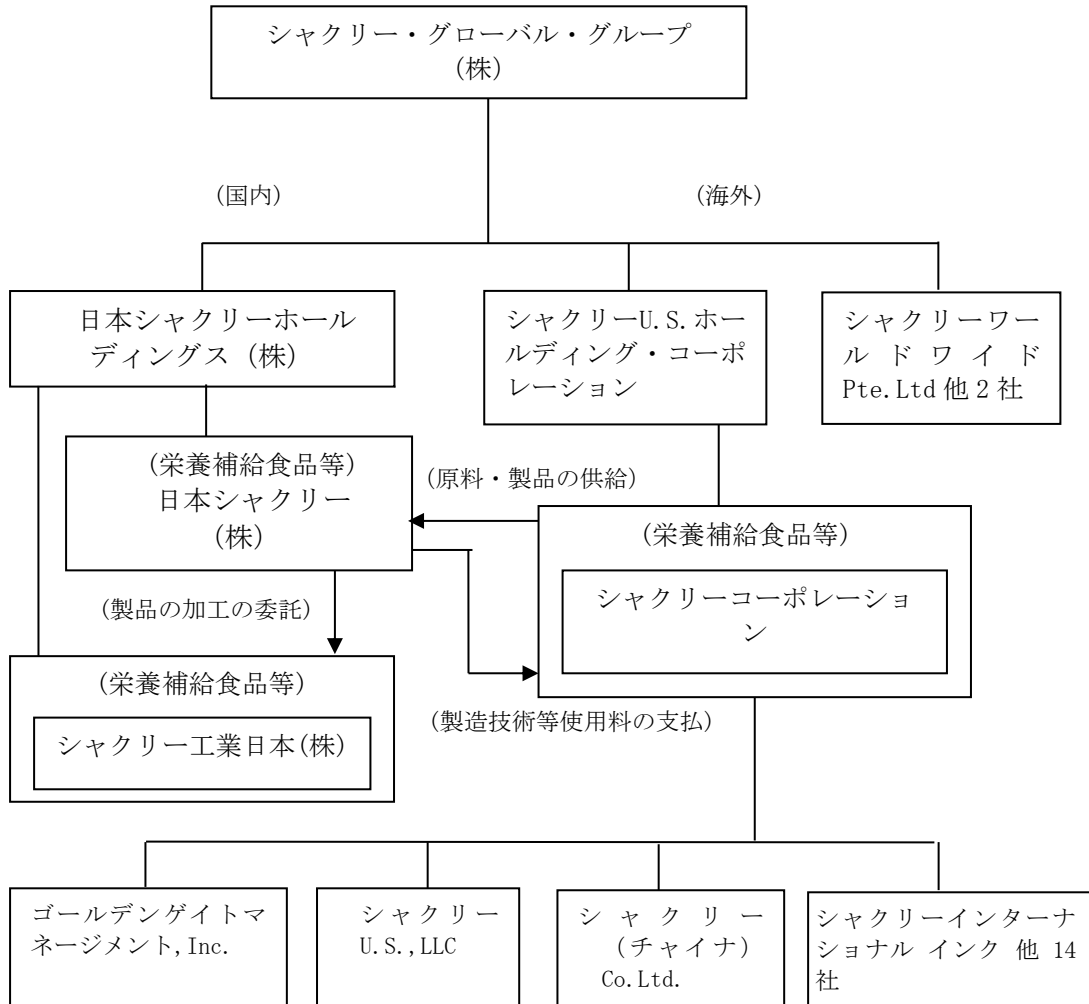 シャクリー・グローバル・グループ
(株)
(国内)
(海外)
日本シャクリーホール
ディングス (株)
シャクリーU.S.ホー
ルディング・コーポ
レーション
シャクリーワー
ルドワイド
Pte.Ltd 他 2 社
(栄養補給食品等)
日本シャクリー
(株)
(原料・製品の供給)
(栄養補給食品等)
シャクリーコーポレーショ
ン
(製品の加工の委託)
(栄養補給食品等)
シャクリー工業日本(株)
(製造技術等使用料の支払)
ゴールデンゲイトマ
ネージメント,Inc.
シャクリー
U.S.,LLC
シャクリー
(チャイナ)
Co.Ltd.
シャクリーインターナ
ショナル インク 他 14
社